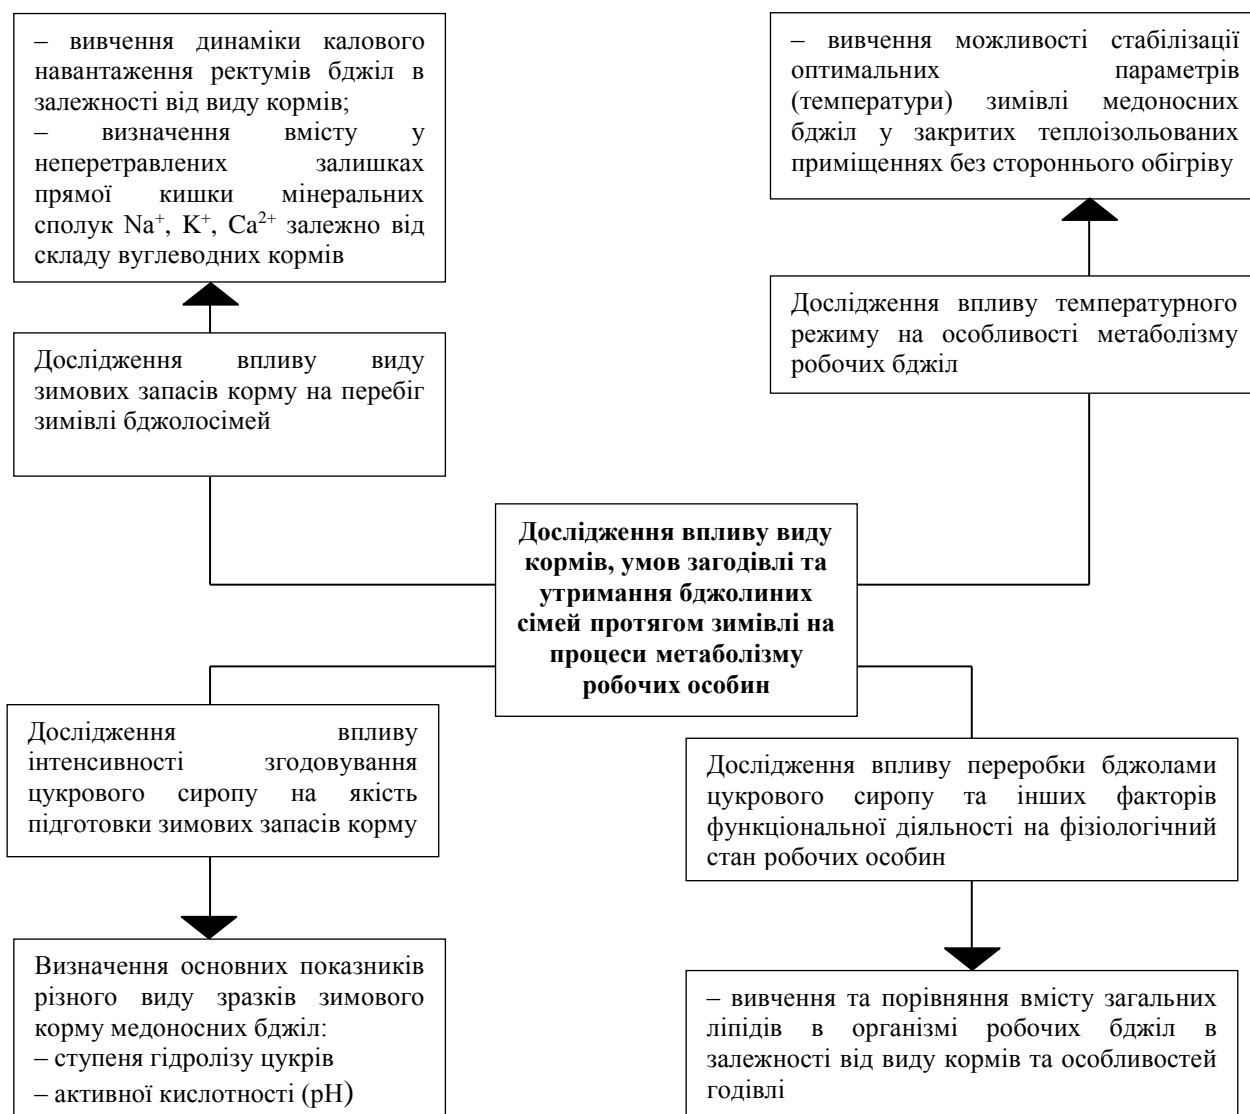 – вивчення динаміки калового
навантаження ректумів бджіл в
залежності від виду кормів;
– визначення вмісту у
неперетравлених залишках
прямої кишки мінеральних
сполук Na⁺, K⁺, Ca²⁺ залежно від
складу вуглеводних кормів
– вивчення можливості стабілізації
оптимальних параметрів
(температури) зимівлі медоносних
бджіл у закритих теплоізольованих
приміщеннях без стороннього обігріву
Дослідження впливу виду
зимових запасів корму на перебіг
зимівлі бджолосімей
Дослідження впливу температурного
режиму на особливості метаболізму
робочих бджіл
Дослідження впливу виду
кормів, умов загодівлі та
утримання бджолиних
сімей протягом зимівлі на
процеси метаболізму
робочих особин
Дослідження впливу
інтенсивності згодовування
цукрового сиропу на якість
підготовки зимових запасів корму
Дослідження впливу переробки бджолами
цукрового сиропу та інших факторів
функціональної діяльності на фізіологічний
стан робочих особин
Визначення основних показників
різного виду зразків зимового
корму медоносних бджіл:
– ступеня гідролізу цукрів
– активної кислотності (рН)
– вивчення та порівняння вмісту загальних
ліпідів в організмі робочих бджіл в
залежності від виду кормів та особливостей
годівлі